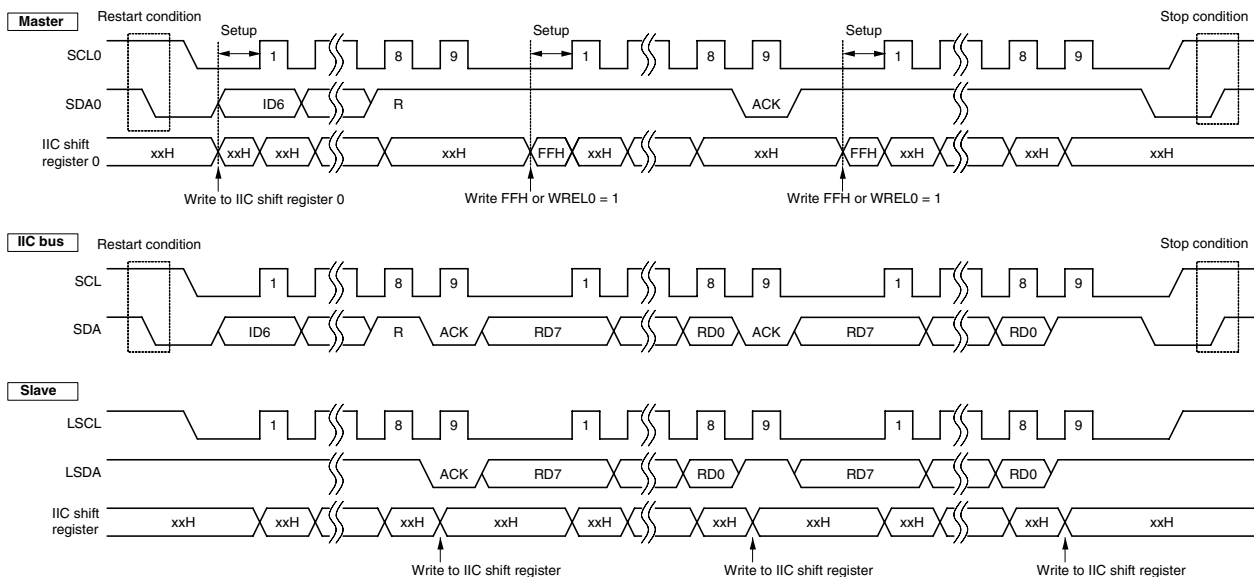 Master
Restart condition
Stop condition
Setup Setup Setup
SCL0 1 8 9 1 8 9 1 8 9
SDA0 ID6 R ACK
IIC shift
register 0
xxH xxH xxH xxH FFH xxH xxH FFH xxH xxH xxH
Write to IIC shift register 0
Write FFH or WREL0 = 1
Write FFH or WREL0 = 1
IIC bus
Restart condition
Stop condition
SCL 1 8 9 1 8 9 1 8 9
SDA ID6 R ACK RD7 RD0 ACK RD7 RD0
Slave
LSCL 1 8 9 1 8 9 1 8 9
LSDA ACK RD7 RD0 RD7 RD0
IIC shift
register
xxH xxH xxH xxH xxH xxH xxH xxH xxH xxH
Write to IIC shift register
Write to IIC shift register
Write to IIC shift register